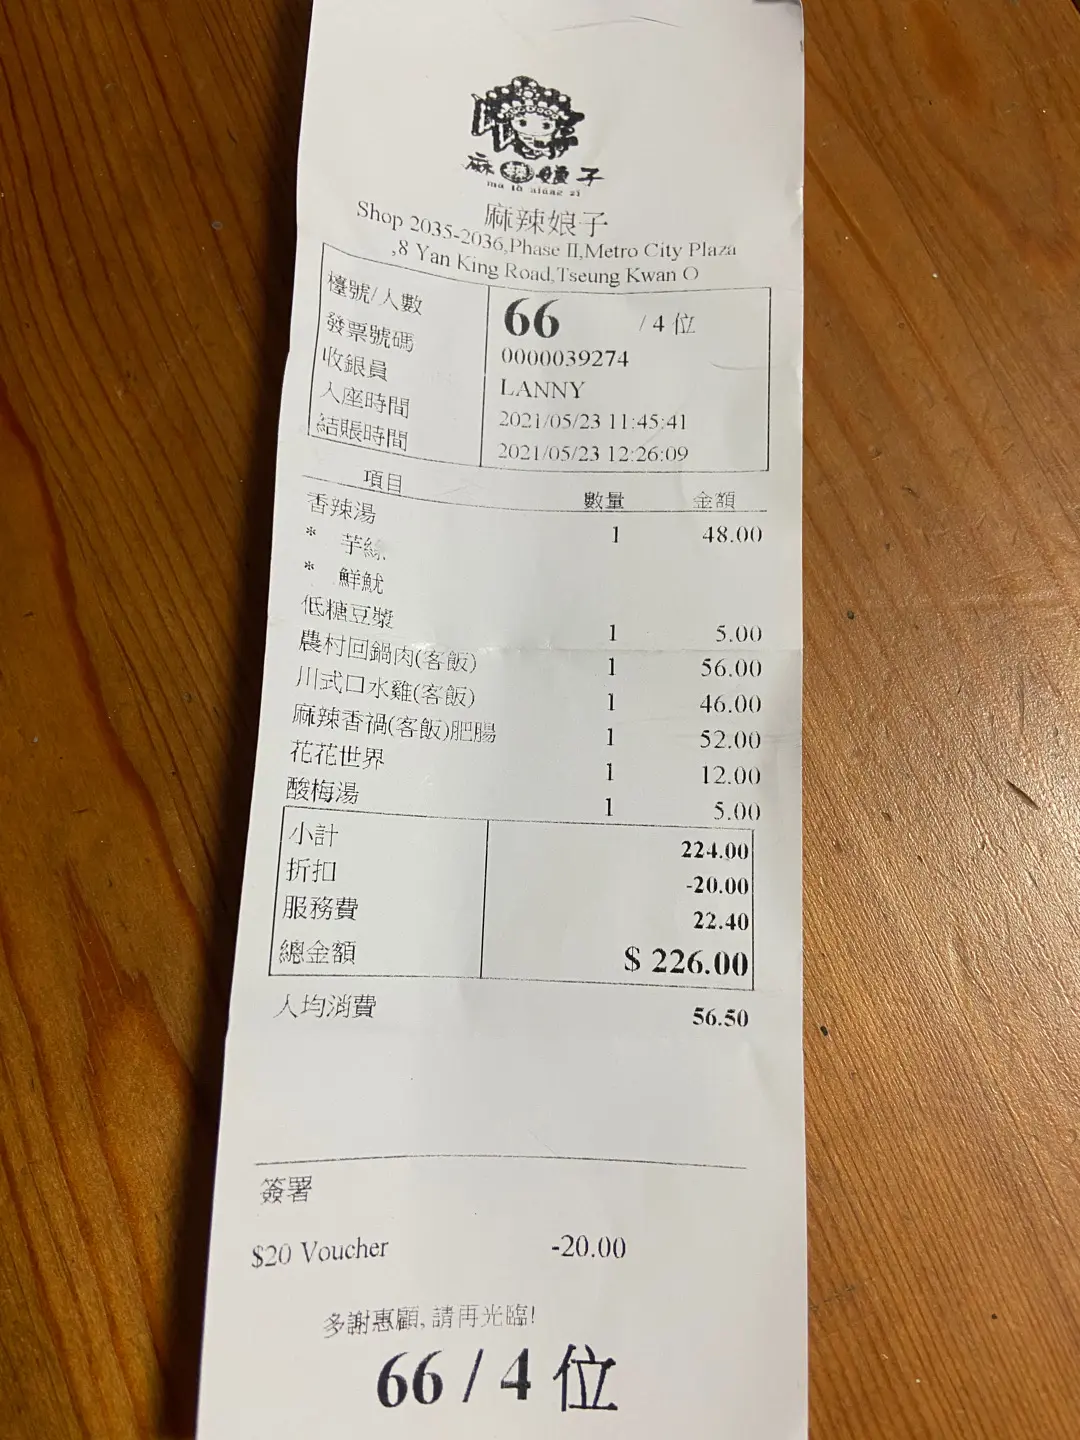 麻辣娘子
ma la niang zi
麻辣娘子
Shop 2035-2036,Phase II,Metro City Plaza
,8 Yan King Road,Tseung Kwan O
檯號/人數 66 / 4 位
發票號碼 0000039274
收銀員 LANNY
入座時間 2021/05/23 11:45:41
結賬時間 2021/05/23 12:26:09
項目 數量 金額
香辣湯 1 48.00
* 芋絲
* 鮮魷
低糖豆漿 1 5.00
農村回鍋肉(客飯) 1 56.00
川式口水雞(客飯) 1 46.00
麻辣香禍(客飯)肥腸 1 52.00
花花世界 1 12.00
酸梅湯 1 5.00
小計 224.00
折扣 -20.00
服務費 22.40
總金額 $ 226.00
人均消費 56.50
簽署
$20 Voucher -20.00
多謝惠顧, 請再光臨!
66 / 4 位